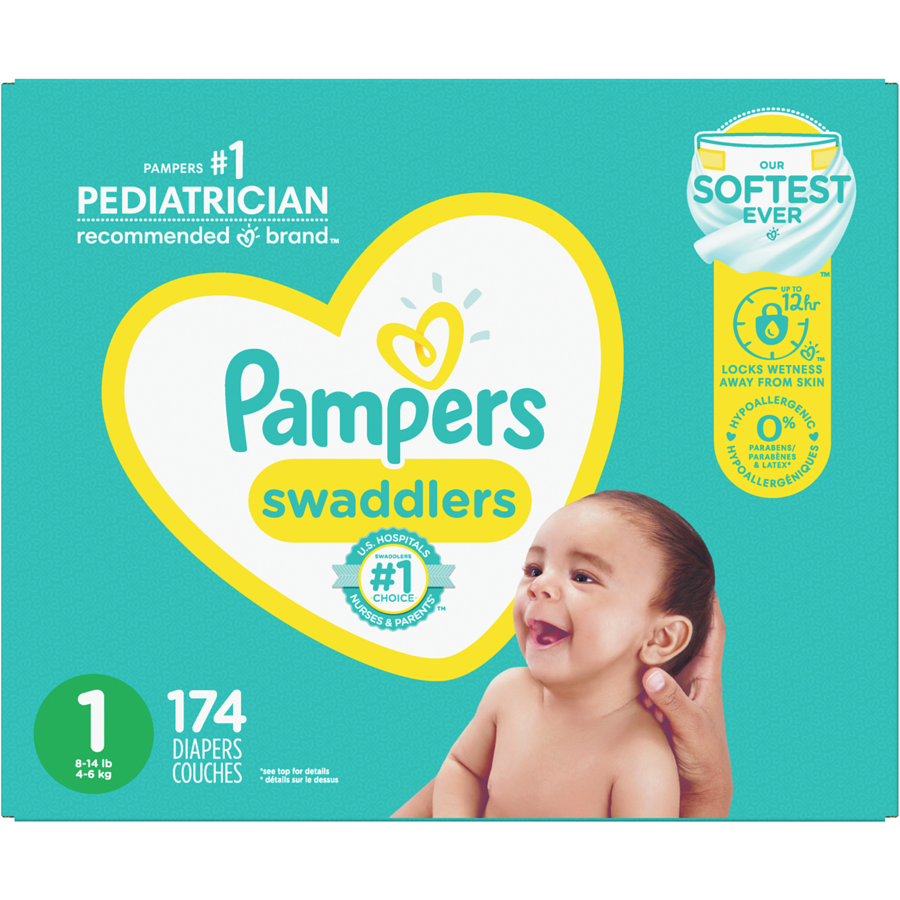 PAMPERS #1
PEDIATRICIAN
recommended brand™
OUR
SOFTEST
EVER
TM
UP TO
12hr
TM
LOCKS WETNESS
AWAY FROM SKIN
HYPOALLERGENIC
0%
PARABENS/
PARABÈNES
& LATEX*
HYPOALLERGÉNIQUES
Pampers
swaddlers
U.S. HOSPITALS
SWADDLERS
#1
CHOICE
NURSES & PARENTS
TM
1
8-14 lb
4-6 kg
174
DIAPERS
COUCHES
*see top for details
* détails sur le dessus